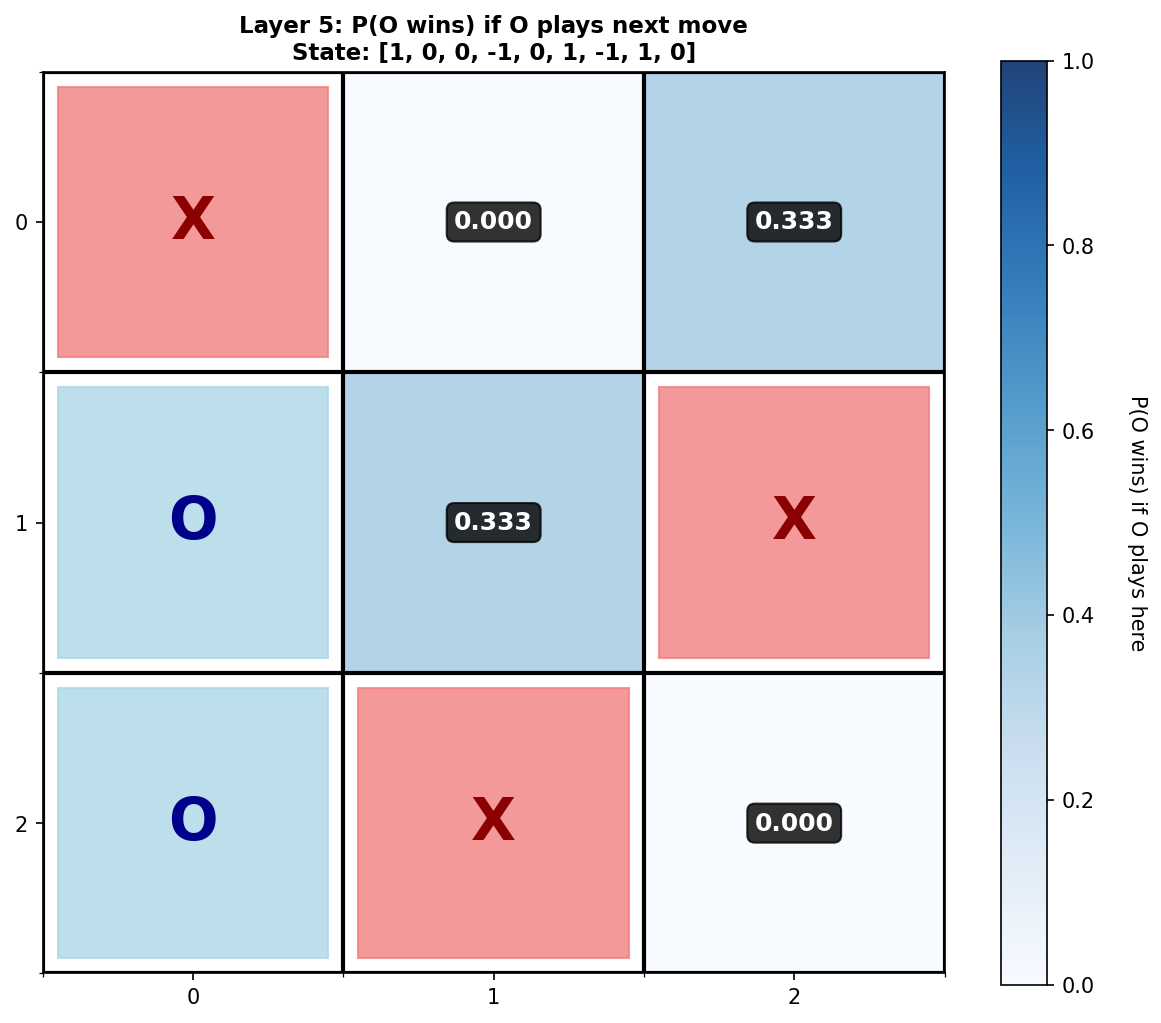 Layer 5: P(O wins) if O plays next move
State: [1, 0, 0, -1, 0, 1, -1, 1, 0]
0
X
0.000
0.333
1
O
0.333
X
2
O
X
0.000
0
1
2
1.0
0.8
0.6
0.4
0.2
0.0
P(O wins) if O plays here